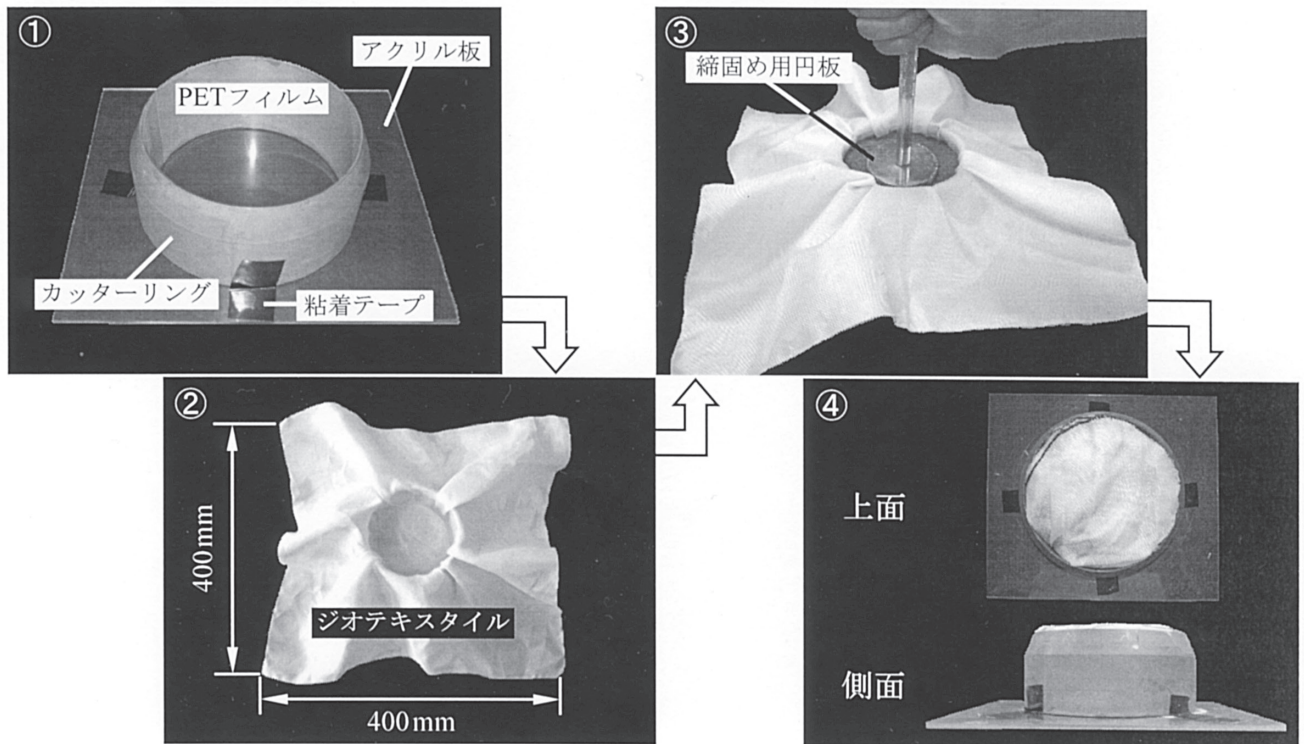 ①
アクリル板
PETフィルム
カッターリング
粘着テープ
②
400mm
ジオテキスタイル
400mm
③
締固め用円板
④
上面
側面